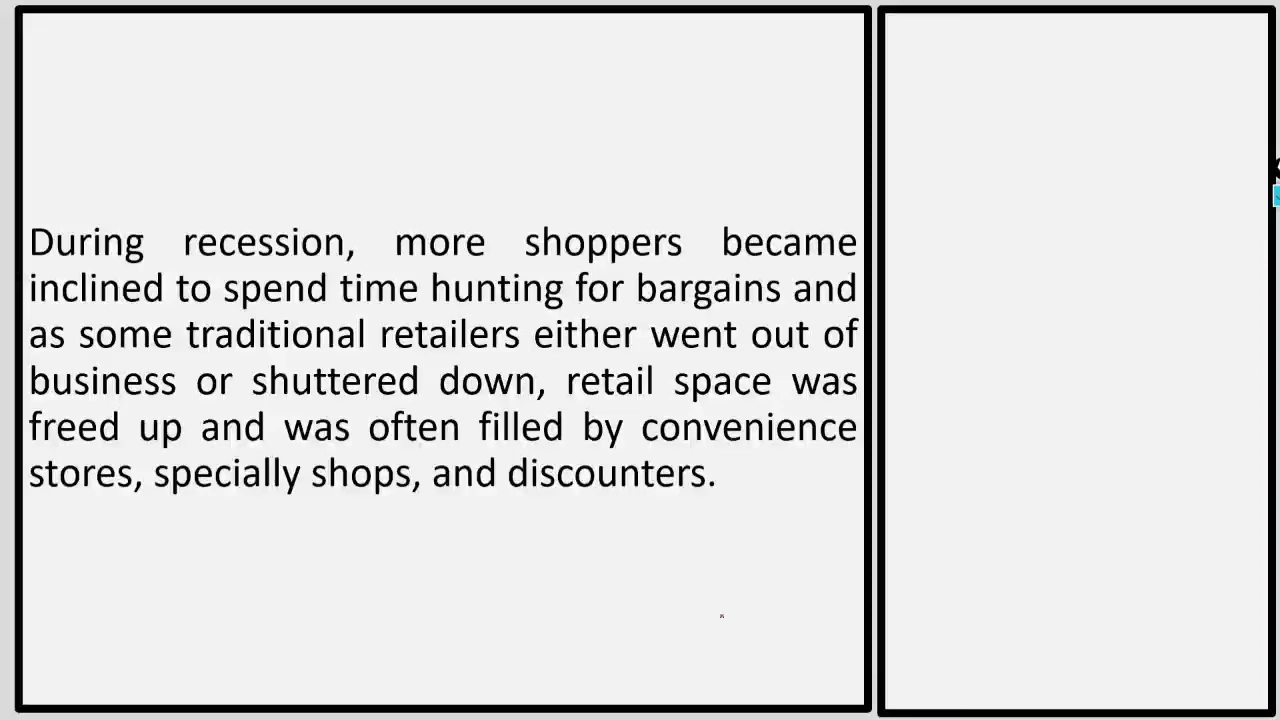 During recession, more shoppers became
inclined to spend time hunting for bargains and
as some traditional retailers either went out of
business or shuttered down, retail space was
freed up and was often filled by convenience
stores, specially shops, and discounters.